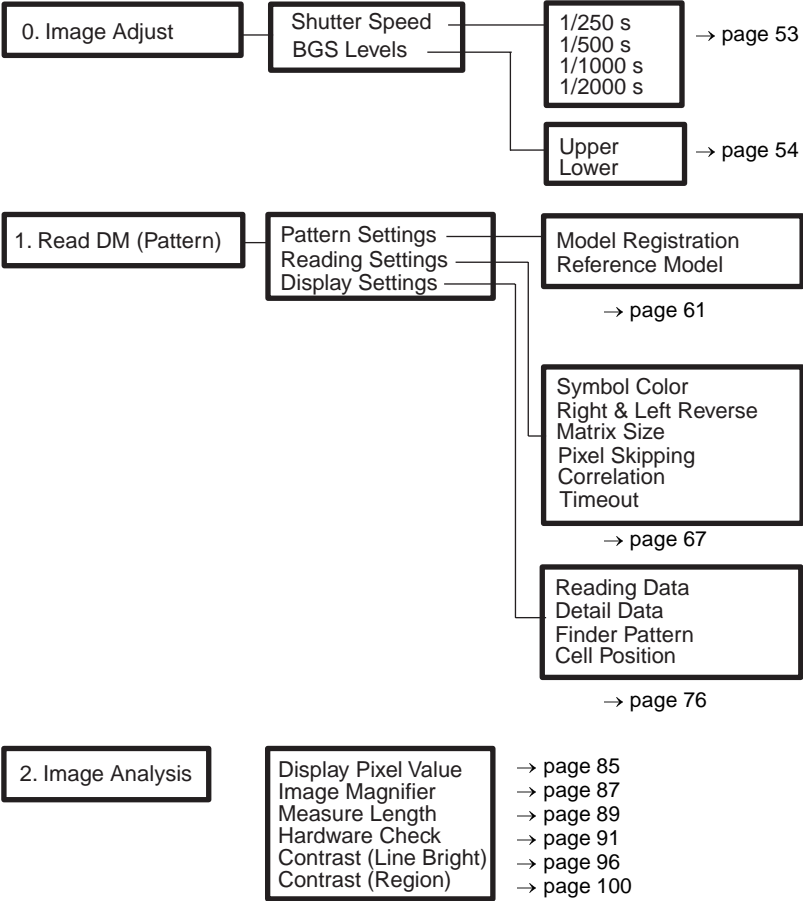 0. Image Adjust
Shutter Speed
BGS Levels
1/250 s
1/500 s
1/1000 s
1/2000 s
→ page 53
Upper
Lower
→ page 54
1. Read DM (Pattern)
Pattern Settings
Reading Settings
Display Settings
Model Registration
Reference Model
→ page 61
Symbol Color
Right & Left Reverse
Matrix Size
Pixel Skipping
Correlation
Timeout
→ page 67
Reading Data
Detail Data
Finder Pattern
Cell Position
→ page 76
2. Image Analysis
Display Pixel Value → page 85
Image Magnifier → page 87
Measure Length → page 89
Hardware Check → page 91
Contrast (Line Bright) → page 96
Contrast (Region) → page 100